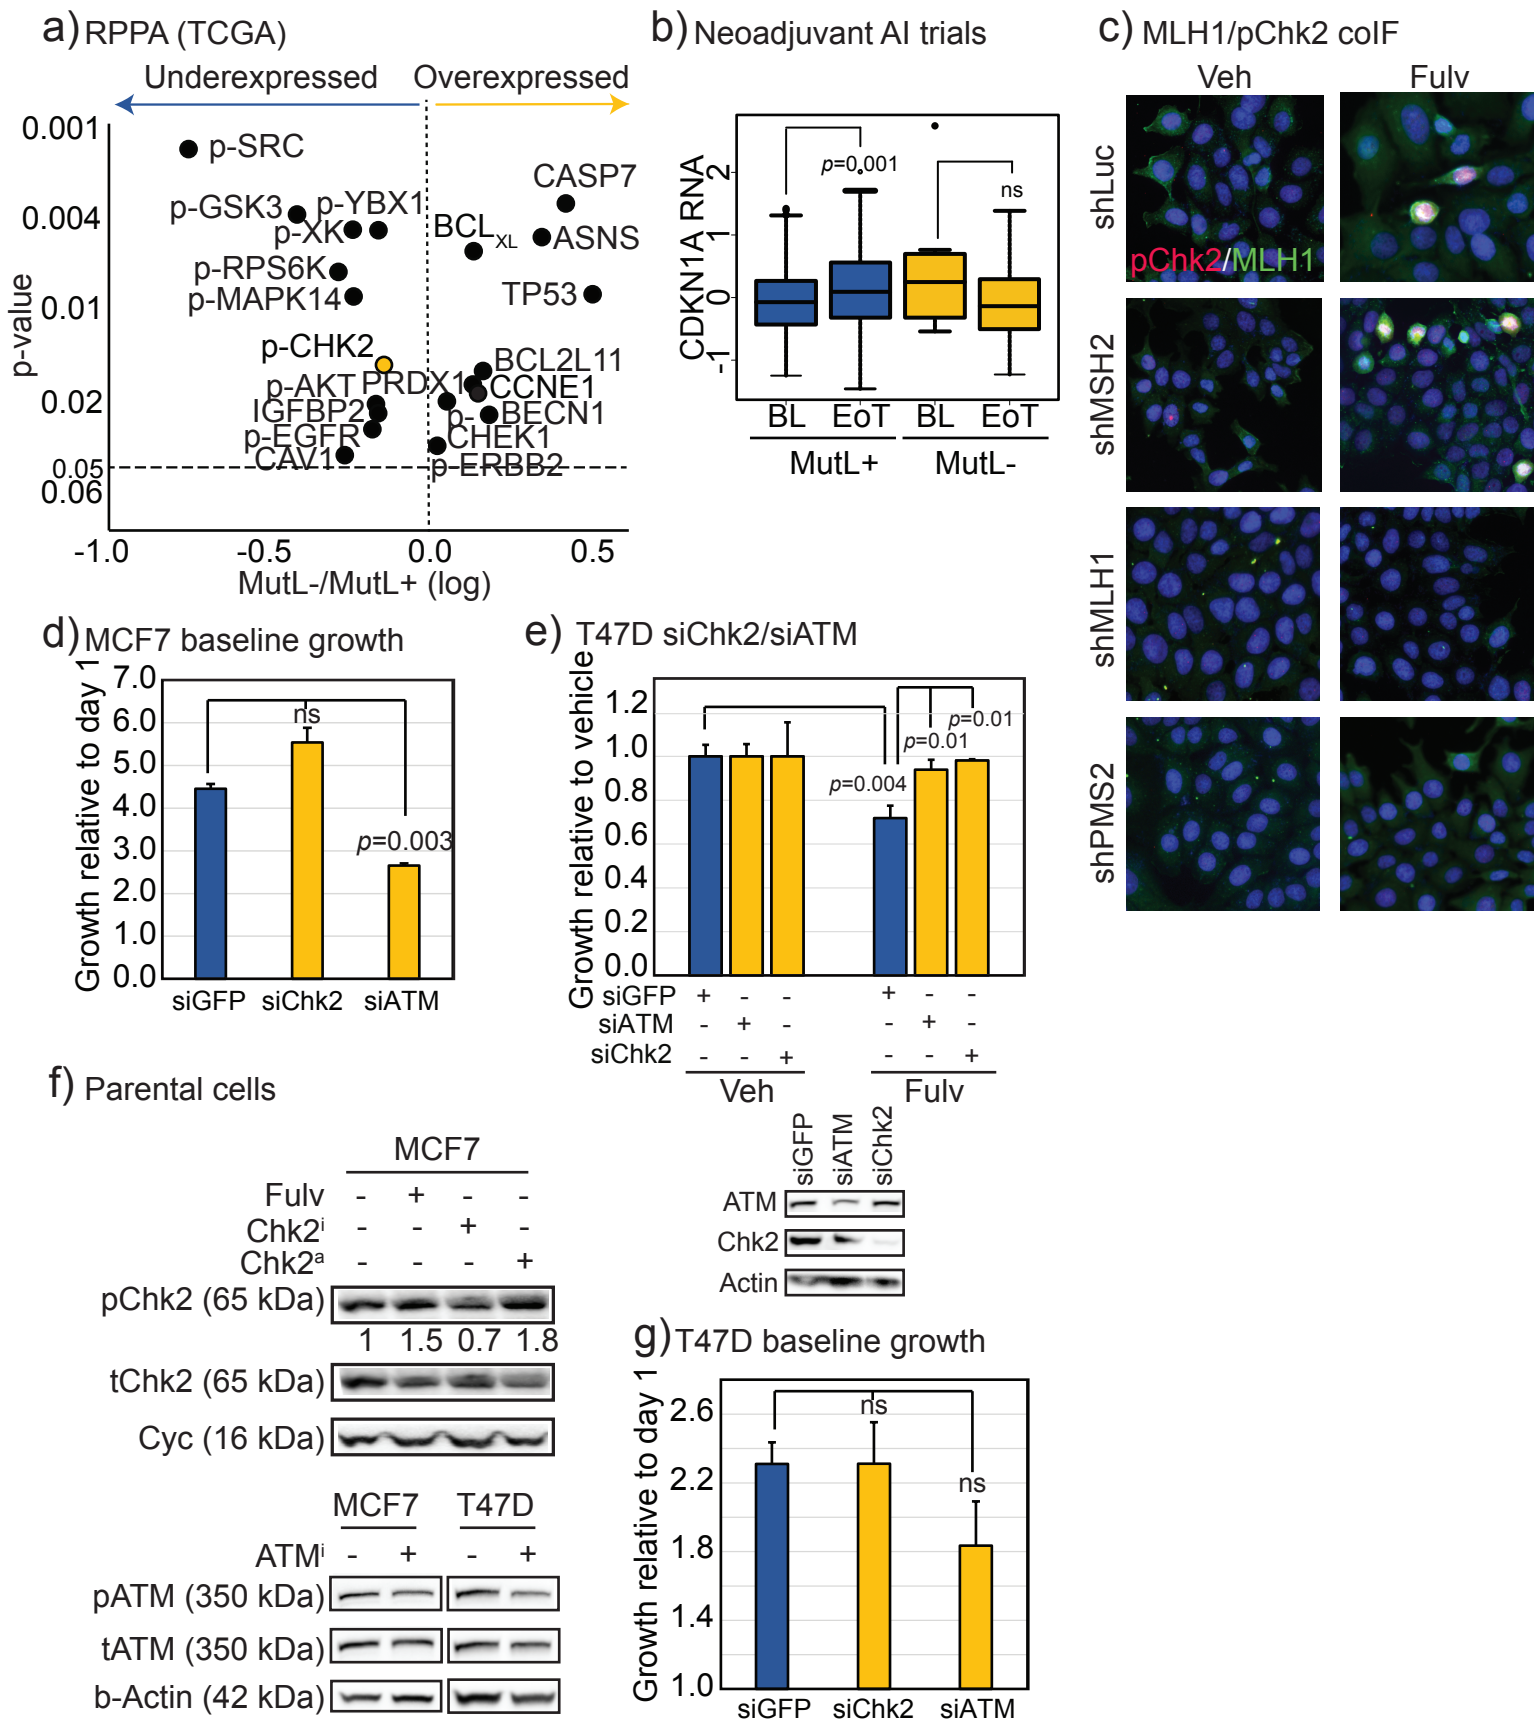 a) RPPA (TCGA)
Underexpressed
Overexpressed
0.001
0.004
0.01
0.02
0.05
0.06
p-value
p-SRC
p-GSK3
p-YBX1
p-XK
p-RPS6K
p-MAPK14
p-CHK2
p-AKT
PRDX1
IGFBP2
p-EGFR
CAV1
CASP7
BCLXL
ASNS
TP53
BCL2L11
CCNE1
p-
BECN1
CHEK1
p-ERBB2
-1.0 -0.5 0.0 0.5
MutL-/MutL+ (log)
b) Neoadjuvant AI trials
CDKN1A RNA
2
1
0
-1
p=0.001
ns
BL EoT BL EoT
MutL+ MutL-
c) MLH1/pChk2 coIF
Veh Fulv
shLuc
pChk2/MLH1
shMSH2
shMLH1
shPMS2
d) MCF7 baseline growth
Growth relative to day 1
7.0
6.0
5.0
4.0
3.0
2.0
1.0
0.0
ns
p=0.003
siGFP siChk2 siATM
e) T47D siChk2/siATM
Growth relative to vehicle
1.2
1.0
0.8
0.6
0.4
0.2
0.0
p=0.004
p=0.01
p=0.01
siGFP + - - + - -
siATM - + - - + -
siChk2 - - + - - +
Veh Fulv
siGFP siATM siChk2
ATM
Chk2
Actin
f) Parental cells
MCF7
Fulv - + - -
Chk2i - - + -
Chk2a - - - +
pChk2 (65 kDa)
1 1.5 0.7 1.8
tChk2 (65 kDa)
Cyc (16 kDa)
MCF7 T47D
ATMi - + - +
pATM (350 kDa)
tATM (350 kDa)
b-Actin (42 kDa)
g) T47D baseline growth
Growth relative to day 1
2.6
2.2
1.8
1.4
1.0
ns
ns
siGFP siChk2 siATM